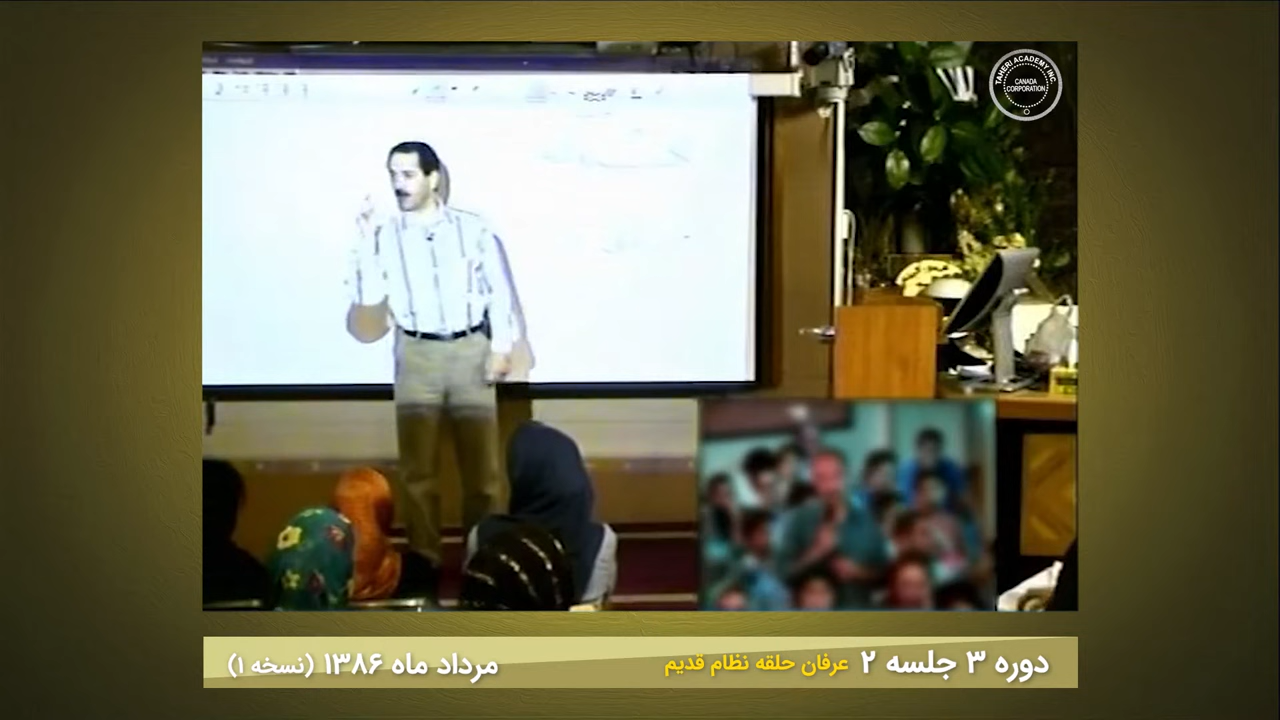 TAHERI ACADEMY INC.
CANADA
CORPORATION
دوره ۳ جلسه ۲ عرفان حلقه نظام قدیم
مرداد ماه ۱۳۸۶ (نسخه ۱)